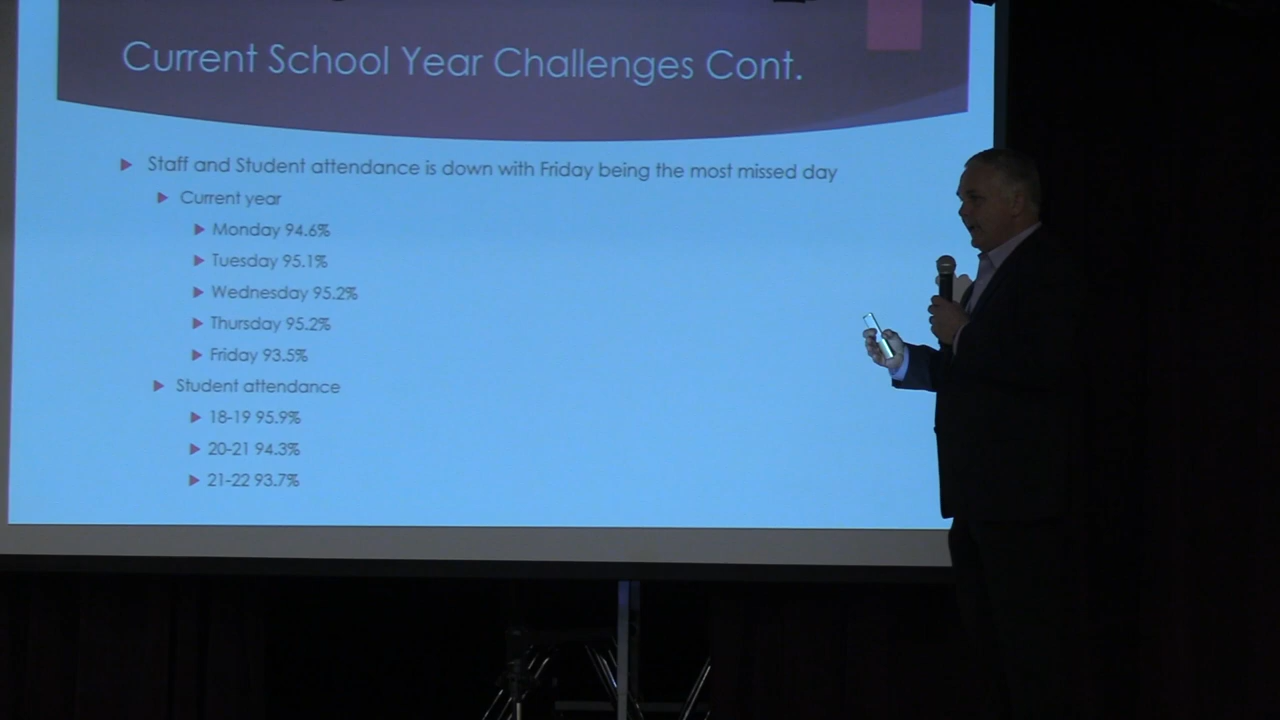 Current School Year Challenges Cont.
Staff and Student attendance is down with Friday being the most missed day
Current year
Monday 94.6%
Tuesday 95.1%
Wednesday 95.2%
Thursday 95.2%
Friday 93.5%
Student attendance
18-19 95.9%
20-21 94.3%
21-22 93.7%